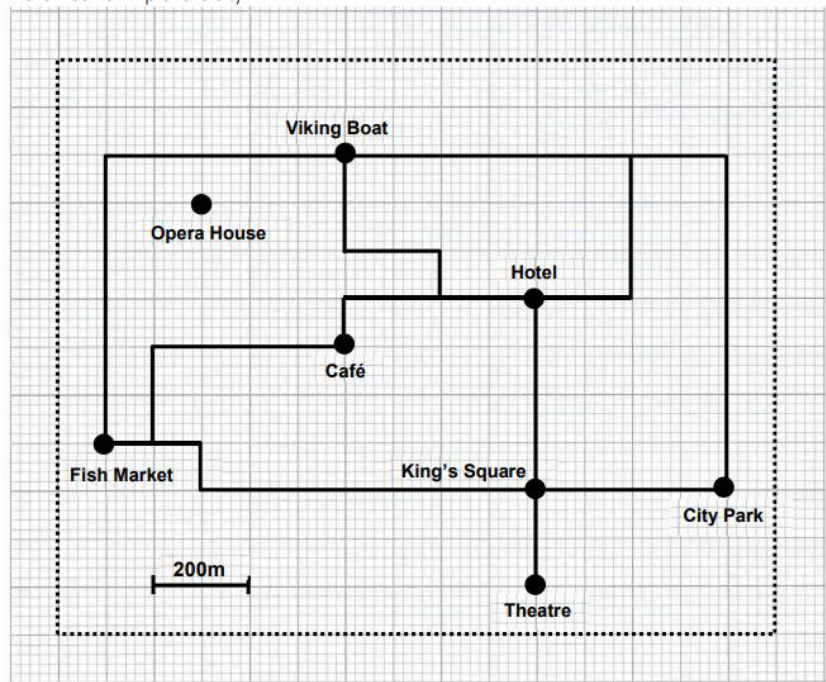 Viking Boat
Opera House
Hotel
Café
Fish Market
King's Square
City Park
200m
Theatre